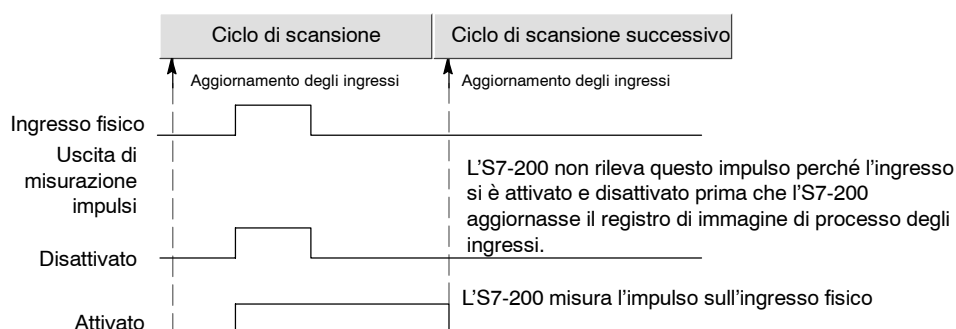 Ciclo di scansione
Ciclo di scansione successivo
Aggiornamento degli ingressi
Aggiornamento degli ingressi
Ingresso fisico
Uscita di
misurazione
impulsi
L'S7-200 non rileva questo impulso perché l'ingresso
si è attivato e disattivato prima che l'S7-200
aggiornasse il registro di immagine di processo degli
ingressi.
Disattivato
L'S7-200 misura l'impulso sull'ingresso fisico
Attivato